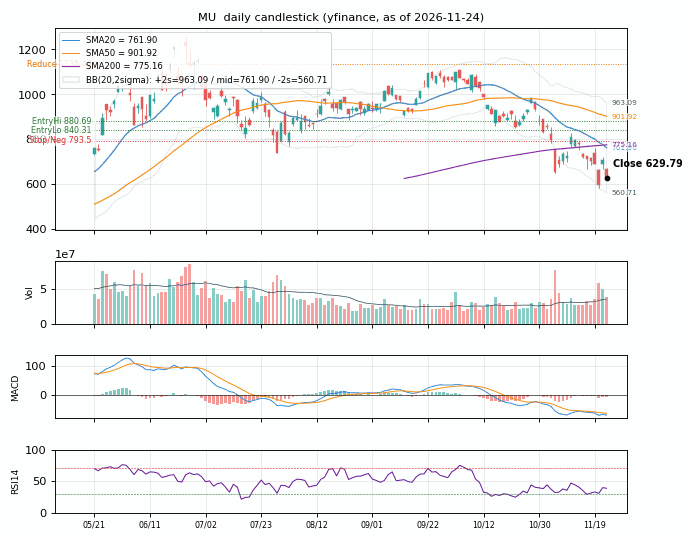 MU daily candlestick (yfinance, as of 2026-11-24)
SMA20 = 761.90
SMA50 = 901.92
SMA200 = 775.16
BB(20,2sigma): +2s=963.09 / mid=761.90 / -2s=560.71
1200
1000
800
600
400
Reduce
EntryHi 880.69
EntryLo 840.31
Stop/Neg 793.5
963.09
901.92
775.16
Close 629.79
560.71
1e7
Vol
5
0
MACD
100
0
RSI14
100
50
0
05/21 06/11 07/02 07/23 08/12 09/01 09/22 10/12 10/30 11/19